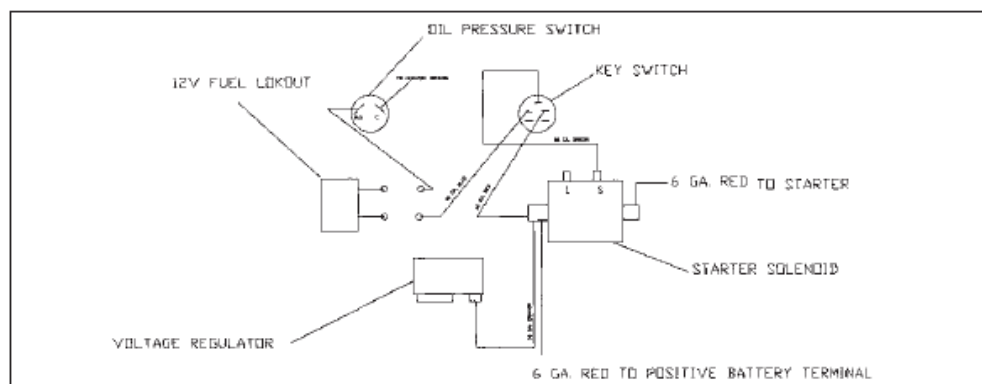 OIL PRESSURE SWITCH
KEY SWITCH
12V FUEL LOKOUT
6 GA. RED TO STARTER
L S
STARTER SOLENOID
VOLTAGE REGULATOR
6 GA. RED TO POSITIVE BATTERY TERMINAL